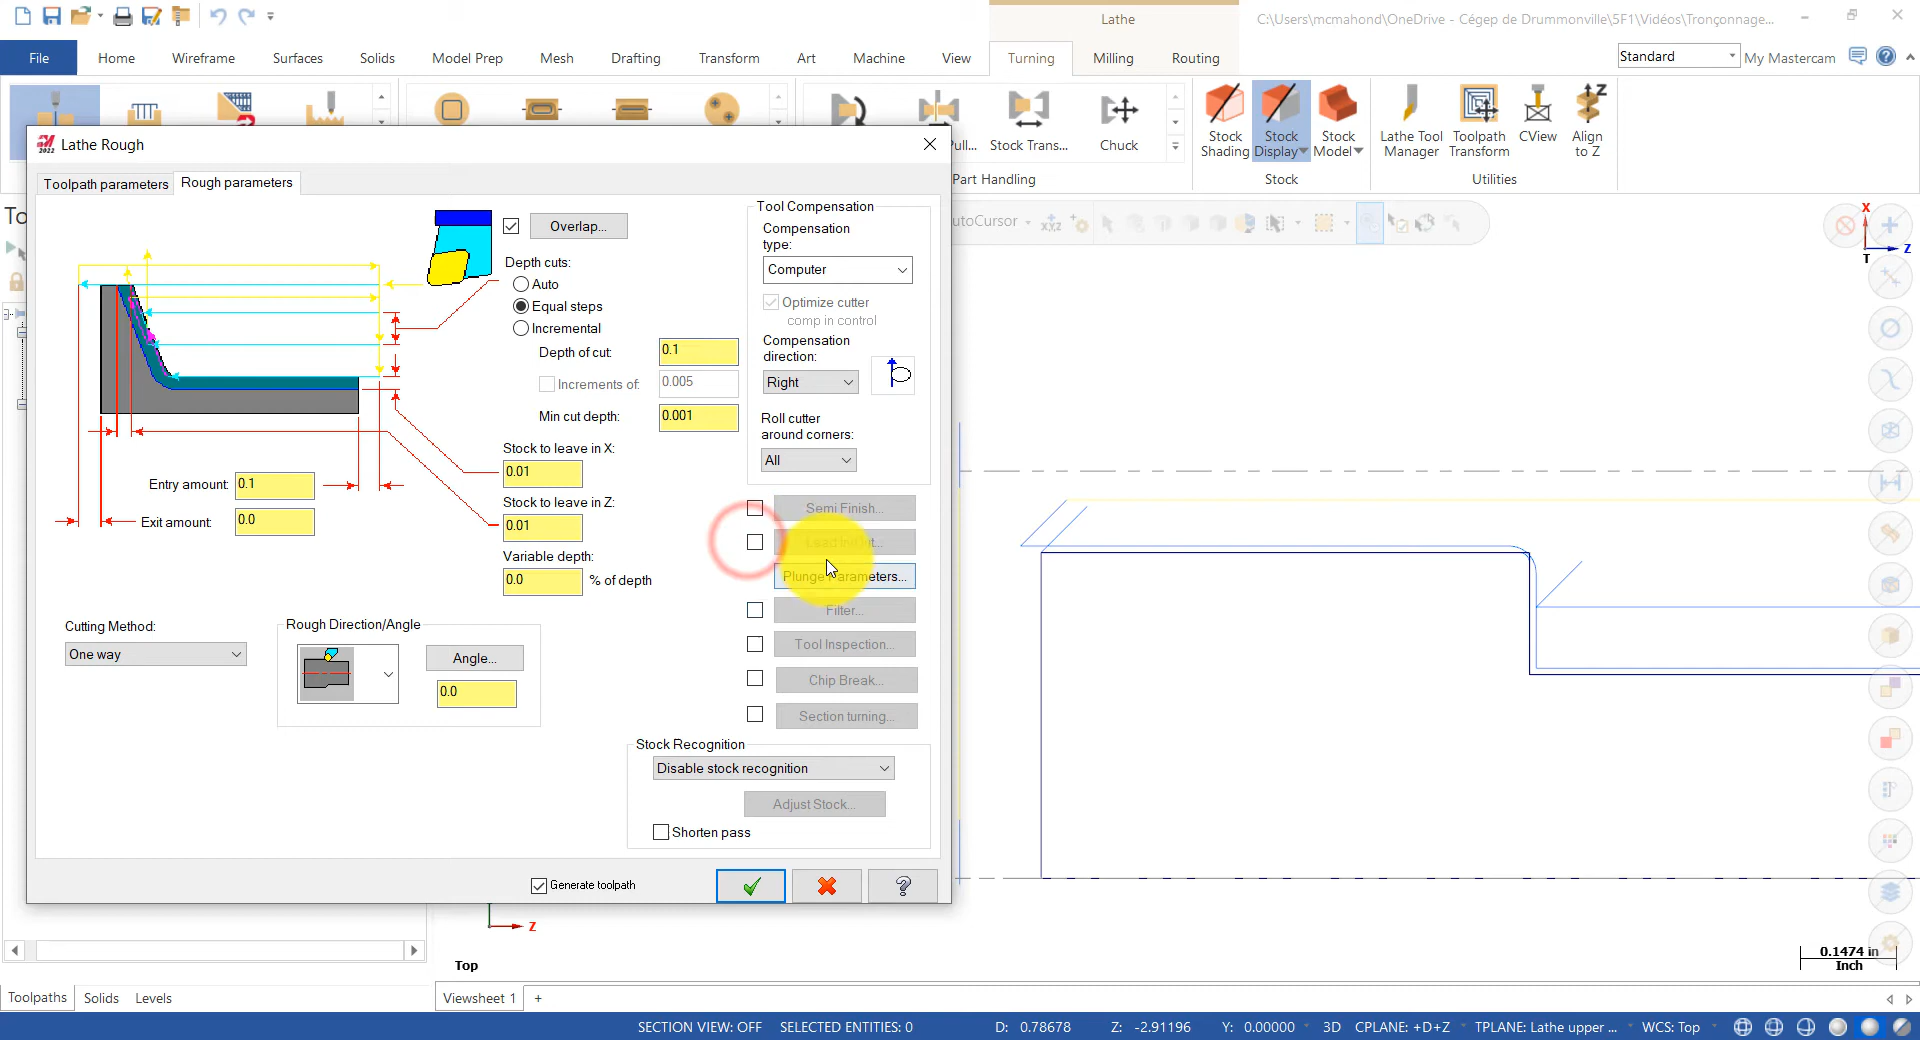 Lathe
C:\Users\mcmahond\OneDrive - Cégep de Drummonville\5F1\Vidéos\Tronçonnage...
File
Home
Wireframe
Surfaces
Solids
Model Prep
Mesh
Drafting
Transform
Art
Machine
View
Turning
Milling
Routing
Standard
My Mastercam
Stock Trans...
Chuck
Part Handling
Stock Shading
Stock Display
Stock Model
Stock
Lathe Tool Manager
Toolpath Transform
CView
Align to Z
Utilities
Lathe Rough
Toolpath parameters
Rough parameters
Overlap...
Depth cuts:
Auto
Equal steps
Incremental
Depth of cut:
0.1
Increments of:
0.005
Min cut depth:
0.001
Stock to leave in X:
0.01
Stock to leave in Z:
0.01
Variable depth:
0.0
% of depth
Entry amount:
0.1
Exit amount:
0.0
Cutting Method:
One way
Rough Direction/Angle
Angle...
0.0
Tool Compensation
Compensation
type:
Computer
Optimize cutter
comp in control
Compensation
direction:
Right
Roll cutter
around corners:
All
Semi Finish...
Plunge Parameters...
Filter...
Tool Inspection...
Chip Break...
Section turning...
Stock Recognition
Disable stock recognition
Adjust Stock...
Shorten pass
Generate toolpath
X
Z
T
Z
Top
0.1474 in
Inch
Toolpaths
Solids
Levels
Viewsheet 1
+
SECTION VIEW: OFF
SELECTED ENTITIES: 0
D: 0.78678
Z: -2.91196
Y: 0.00000
3D
CPLANE: +D+Z
TPLANE: Lathe upper ...
WCS: Top